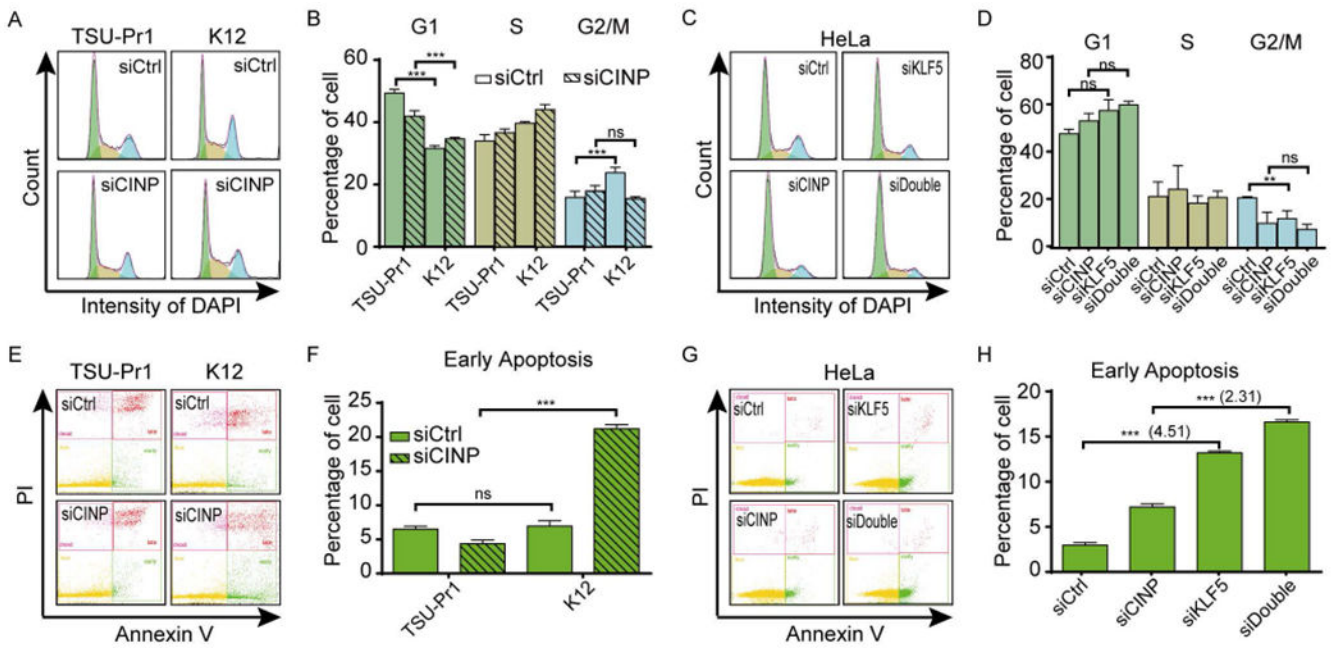 A
TSU-Pr1
K12
siCtrl
siCtrl
siCINP
siCINP
Count
Intensity of DAPI
B
G1
S
G2/M
***
***
ns
***
siCtrl
siCINP
Percentage of cell
60
40
20
0
TSU-Pr1
K12
TSU-Pr1
K12
TSU-Pr1
K12
C
HeLa
siCtrl
siKLF5
siCINP
siDouble
Count
Intensity of DAPI
D
G1
S
G2/M
ns
ns
ns
**
Percentage of cell
80
60
40
20
0
siCtrl
siCINP
siKLF5
siDouble
siCtrl
siCINP
siKLF5
siDouble
siCtrl
siCINP
siKLF5
siDouble
E
TSU-Pr1
K12
siCtrl
siCtrl
siCINP
siCINP
dead
late
early
PI
Annexin V
F
Early Apoptosis
***
ns
siCtrl
siCINP
Percentage of cell
25
20
15
10
5
0
TSU-Pr1
K12
G
HeLa
siCtrl
siKLF5
siCINP
siDouble
PI
Annexin V
H
Early Apoptosis
*** (2.31)
*** (4.51)
Percentage of cell
20
15
10
5
0
siCtrl
siCINP
siKLF5
siDouble